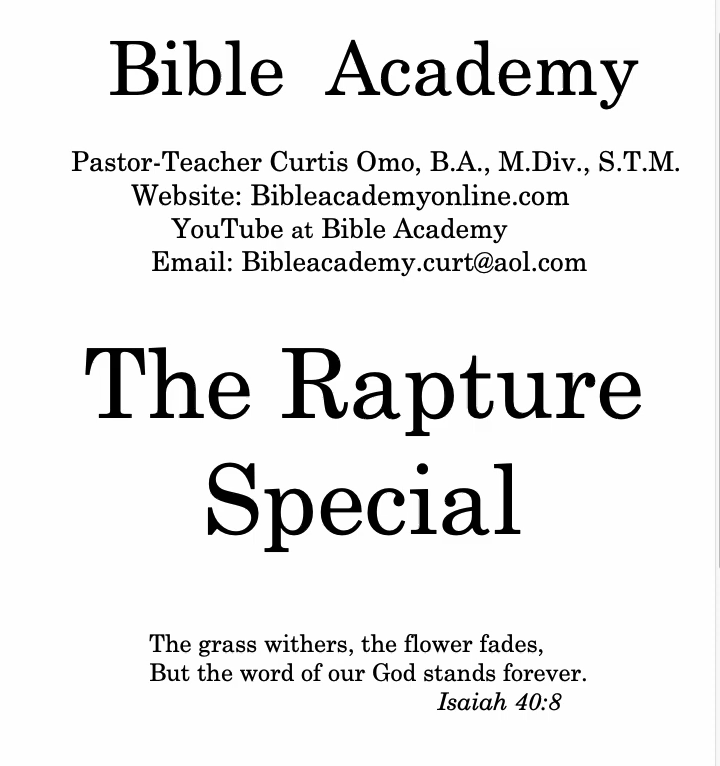 Bible Academy
Pastor-Teacher Curtis Omo, B.A., M.Div., S.T.M.
Website: Bibleacademyonline.com
YouTube at Bible Academy
Email: Bibleacademy.curt@aol.com
The Rapture
Special
The grass withers, the flower fades,
But the word of our God stands forever.
Isaiah 40:8